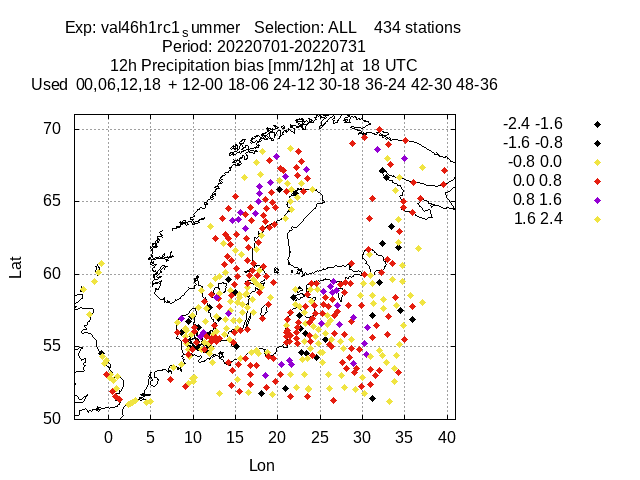 Exp: val46h1rc1ₛummer   Selection: ALL    434 stations
Period: 20220701-20220731
12h Precipitation bias [mm/12h] at  18 UTC
Used  00,06,12,18  + 12-00 18-06 24-12 30-18 36-24 42-30 48-36
-2.4 -1.6
-1.6 -0.8
-0.8 0.0
0.0 0.8
0.8 1.6
1.6 2.4
70
65
60
55
50
Lat
0 5 10 15 20 25 30 35 40
Lon